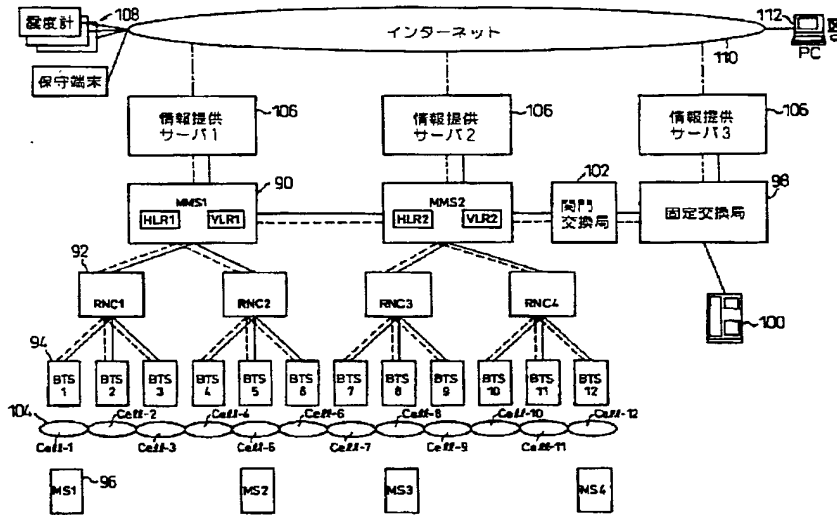 震度計
108
インターネット
112
PC
110
保守端末
情報提供
サーバ1
106
情報提供
サーバ2
106
情報提供
サーバ3
106
MMS1
HLR1
VLR1
90
MMS2
HLR2
VLR2
102
関門
交換局
固定交換局
98
92
RNC1
RNC2
RNC3
RNC4
100
94
BTS
1
BTS
2
BTS
3
BTS
4
BTS
5
BTS
6
BTS
7
BTS
8
BTS
9
BTS
10
BTS
11
BTS
12
104
Cell-1
Cell-2
Cell-3
Cell-4
Cell-5
Cell-6
Cell-7
Cell-8
Cell-9
Cell-10
Cell-11
Cell-12
MS1
96
MS2
MS3
MS4